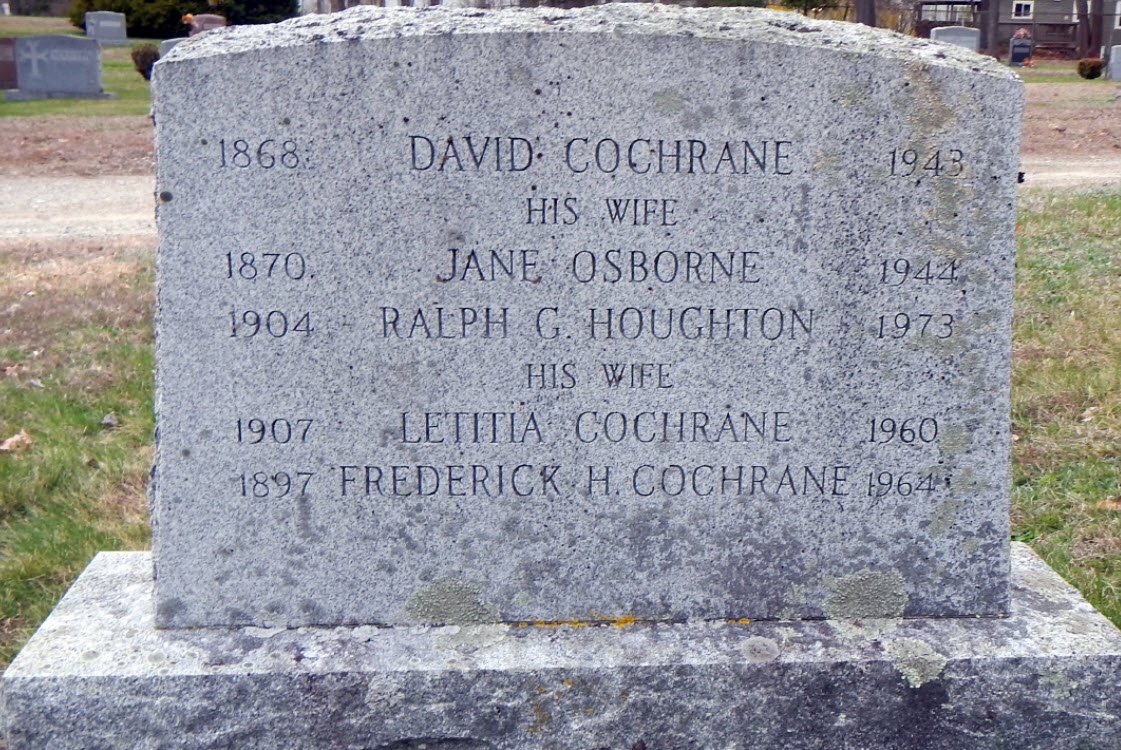 1868 DAVID COCHRANE 1943
HIS WIFE
1870 JANE OSBORNE 1944
1904 RALPH G. HOUGHTON 1973
HIS WIFE
1907 LETITIA COCHRANE 1960
1897 FREDERICK H. COCHRANE 1964